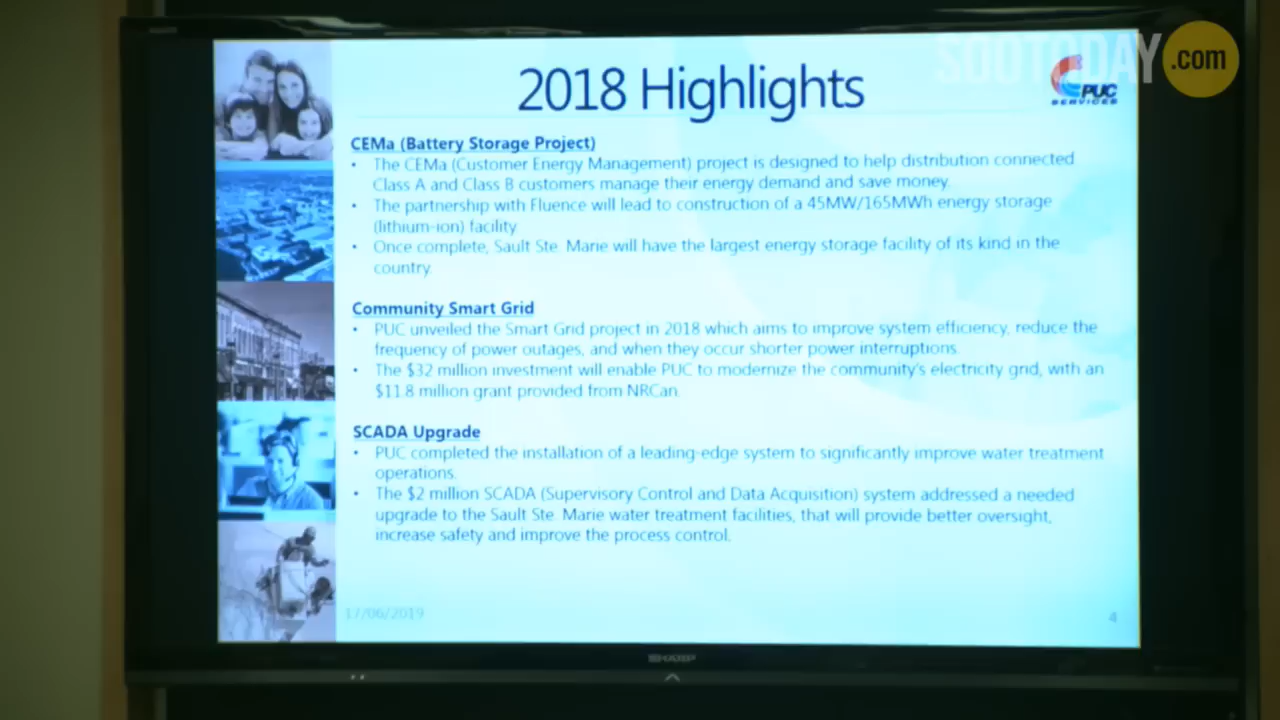 SOOTODAY .com
2018 Highlights
PUC
SERVICES
CEMa (Battery Storage Project)
• The CEMa (Customer Energy Management) project is designed to help distribution connected
Class A and Class B customers manage their energy demand and save money.
• The partnership with Fluence will lead to construction of a 45MW/165MWh energy storage
(lithium-ion) facility
• Once complete, Sault Ste. Marie will have the largest energy storage facility of its kind in the
country.
Community Smart Grid
• PUC unveiled the Smart Grid project in 2018 which aims to improve system efficiency, reduce the
frequency of power outages, and when they occur shorter power interruptions.
• The $32 million investment will enable PUC to modernize the community's electricity grid, with an
$11.8 million grant provided from NRCan.
SCADA Upgrade
• PUC completed the installation of a leading-edge system to significantly improve water treatment
operations.
• The $2 million SCADA (Supervisory Control and Data Acquisition) system addressed a needed
upgrade to the Sault Ste. Marie water treatment facilities, that will provide better oversight,
increase safety and improve the process control.
17/06/2019
4
SHARP